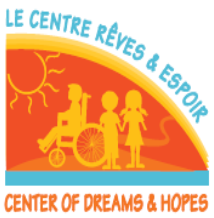 LE CENTRE RÊVES & ESPOIR
CENTER OF DREAMS & HOPES